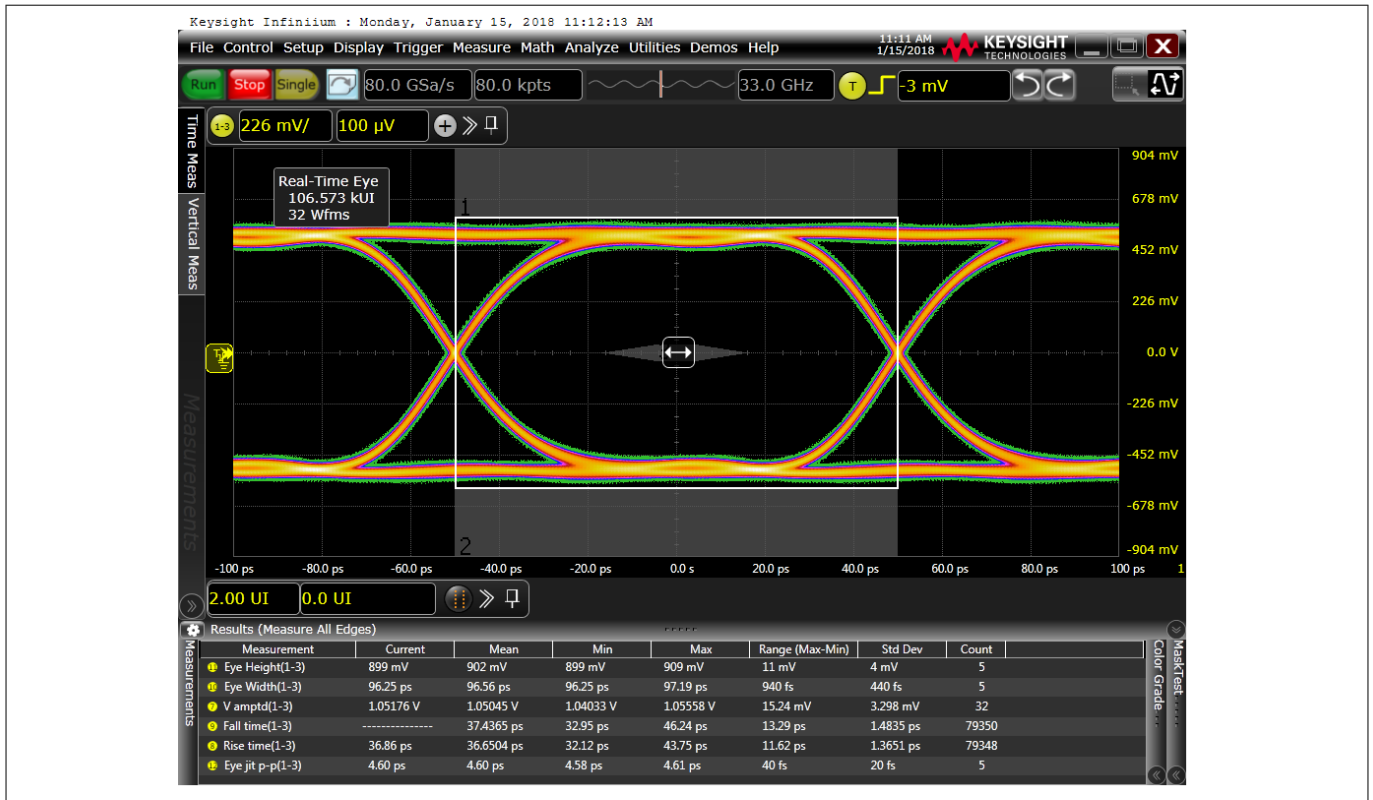 Keysight Infiniium : Monday, January 15, 2018 11:12:13 AM
File Control Setup Display Trigger Measure Math Analyze Utilities Demos Help
11:11 AM
1/15/2018
KEYSIGHT
TECHNOLOGIES
Run Stop Single 80.0 GSa/s 80.0 kpts 33.0 GHz T -3 mV
1-3 226 mV/ 100 µV
Time Meas
Vertical Meas
Measurements
Real-Time Eye
106.573 kUI
32 Wfms
1
2
904 mV
678 mV
452 mV
226 mV
0.0 V
-226 mV
-452 mV
-678 mV
-904 mV
-100 ps -80.0 ps -60.0 ps -40.0 ps -20.0 ps 0.0 s 20.0 ps 40.0 ps 60.0 ps 80.0 ps 100 ps 1
2.00 UI 0.0 UI
Results (Measure All Edges)
Measurements
Measurement Current Mean Min Max Range (Max-Min) Std Dev Count
11 Eye Height(1-3) 899 mV 902 mV 899 mV 909 mV 11 mV 4 mV 5
10 Eye Width(1-3) 96.25 ps 96.56 ps 96.25 ps 97.19 ps 940 fs 440 fs 5
7 V amptd(1-3) 1.05176 V 1.05045 V 1.04033 V 1.05558 V 15.24 mV 3.298 mV 32
9 Fall time(1-3) --------------- 37.4365 ps 32.95 ps 46.24 ps 13.29 ps 1.4835 ps 79350
8 Rise time(1-3) 36.86 ps 36.6504 ps 32.12 ps 43.75 ps 11.62 ps 1.3651 ps 79348
12 Eye jit p-p(1-3) 4.60 ps 4.60 ps 4.58 ps 4.61 ps 40 fs 20 fs 5
Color Grade ...
MaskTest ...